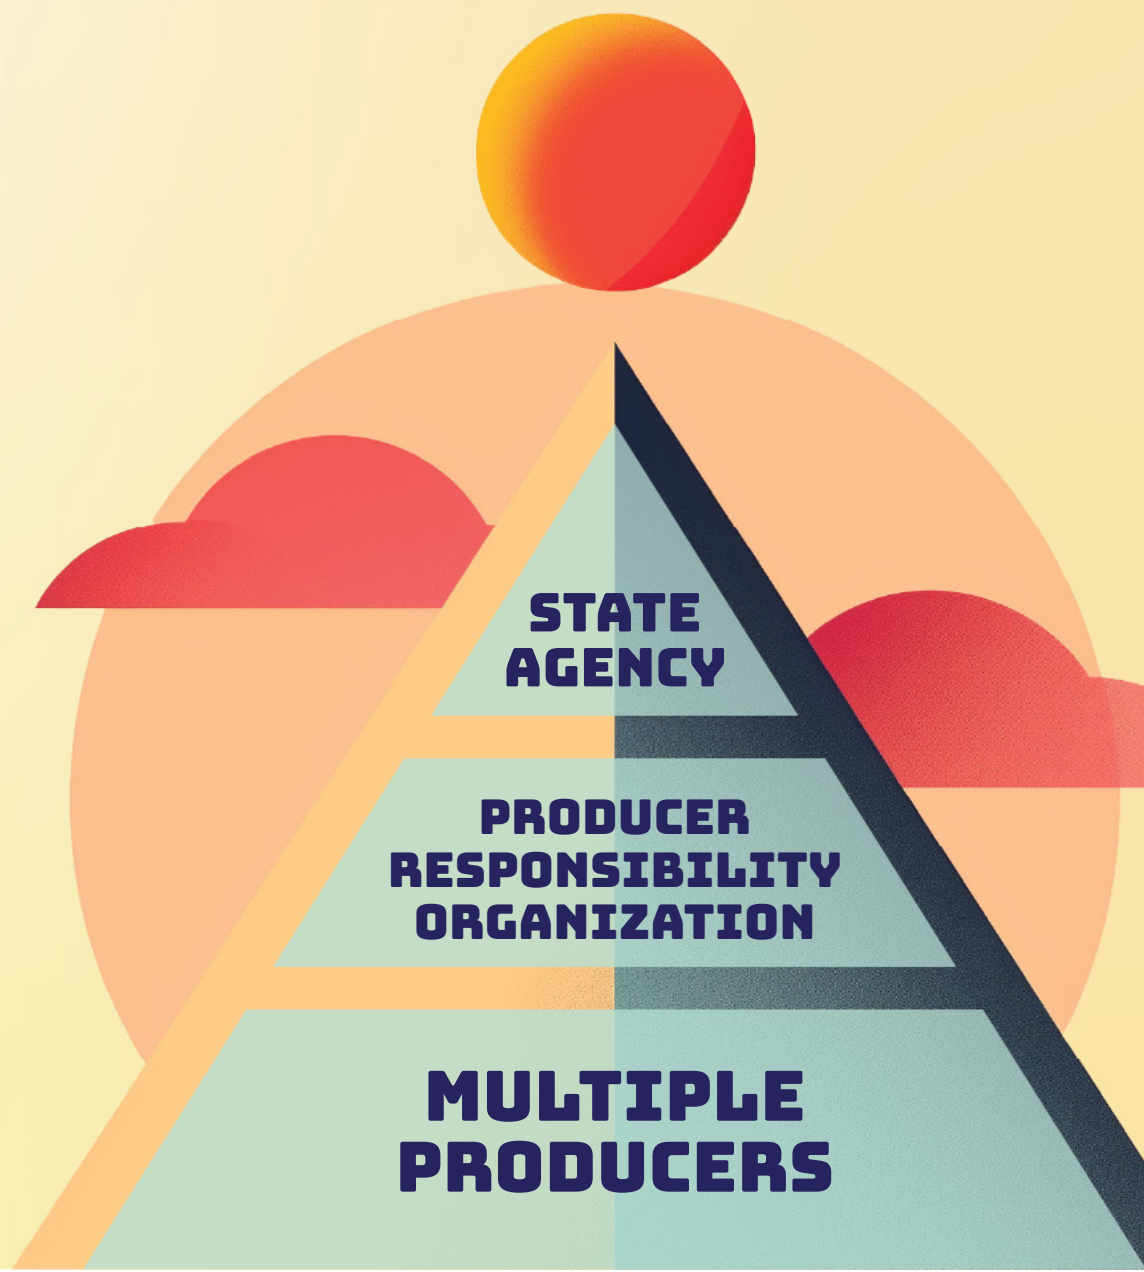 STATE
AGENCY
PRODUCER
RESPONSIBILITY
ORGANIZATION
MULTIPLE
PRODUCERS